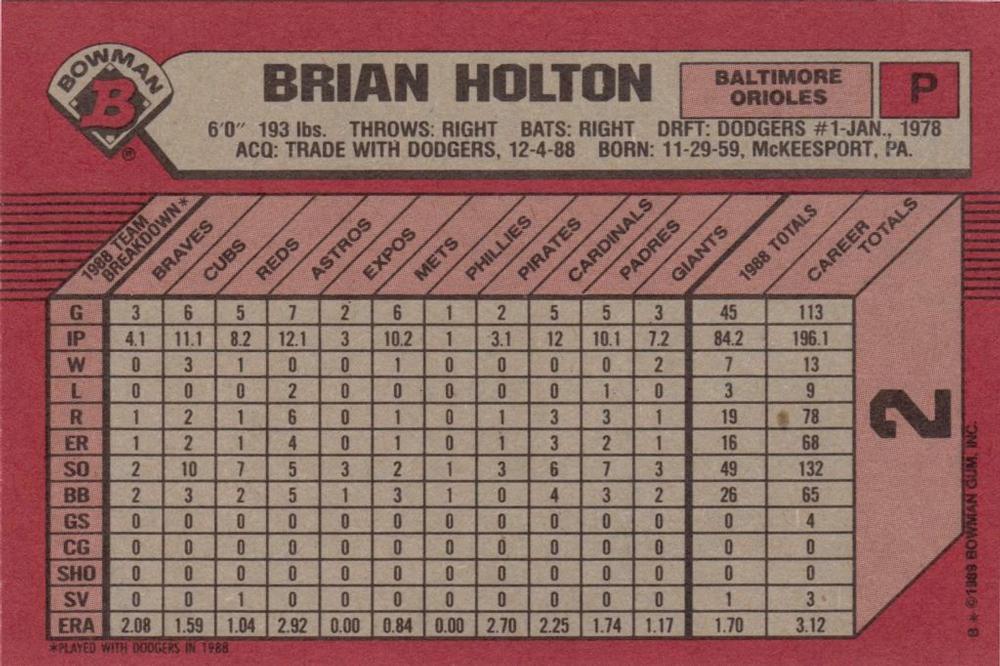 BOWMAN
B
®
BRIAN HOLTON
BALTIMORE
ORIOLES
P
6'0" 193 lbs. THROWS: RIGHT BATS: RIGHT DRFT: DODGERS #1-JAN., 1978
ACQ: TRADE WITH DODGERS, 12-4-88 BORN: 11-29-59, McKEESPORT, PA.
1988 TEAM BREAKDOWN* BRAVES CUBS REDS ASTROS EXPOS METS PHILLIES PIRATES CARDINALS PADRES GIANTS 1988 TOTALS CAREER TOTALS
G 3 6 5 7 2 6 1 2 5 5 3 45 113
IP 4.1 11.1 8.2 12.1 3 10.2 1 3.1 12 10.1 7.2 84.2 196.1
W 0 3 1 0 0 1 0 0 0 0 2 7 13
L 0 0 0 2 0 0 0 0 0 1 0 3 9
R 1 2 1 6 0 1 0 1 3 3 1 19 78
ER 1 2 1 4 0 1 0 1 3 2 1 16 68
SO 2 10 7 5 3 2 1 3 6 7 3 49 132
BB 2 3 2 5 1 3 1 0 4 3 2 26 65
GS 0 0 0 0 0 0 0 0 0 0 0 0 4
CG 0 0 0 0 0 0 0 0 0 0 0 0 0
SHO 0 0 0 0 0 0 0 0 0 0 0 0 0
SV 0 0 1 0 0 0 0 0 0 0 0 1 3
ERA 2.08 1.59 1.04 2.92 0.00 0.84 0.00 2.70 2.25 1.74 1.17 1.70 3.12
*PLAYED WITH DODGERS IN 1988
2
B** ©1989 BOWMAN GUM, INC.